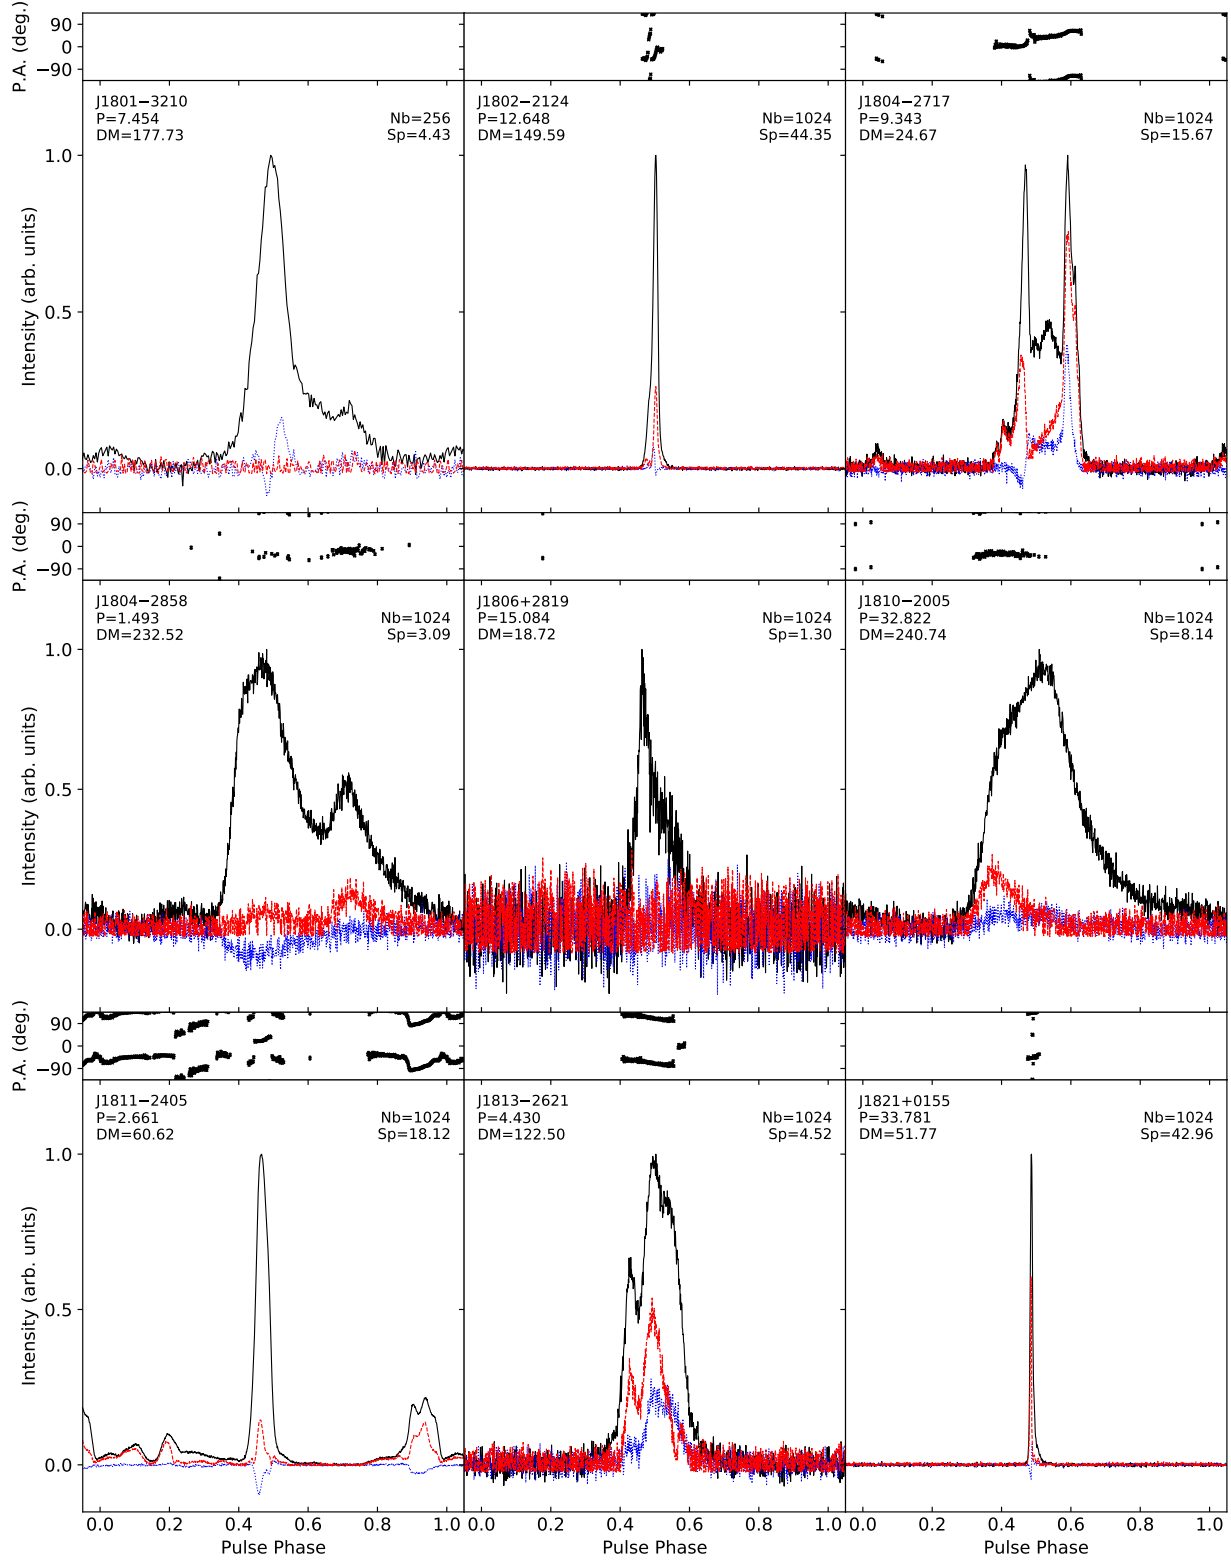 P.A. (deg.)
90
0
−90
J1801−3210
P=7.454
DM=177.73
Nb=256
Sp=4.43
J1802−2124
P=12.648
DM=149.59
Nb=1024
Sp=44.35
J1804−2717
P=9.343
DM=24.67
Nb=1024
Sp=15.67
Intensity (arb. units)
1.0
0.5
0.0
P.A. (deg.)
90
0
−90
J1804−2858
P=1.493
DM=232.52
Nb=1024
Sp=3.09
J1806+2819
P=15.084
DM=18.72
Nb=1024
Sp=1.30
J1810−2005
P=32.822
DM=240.74
Nb=1024
Sp=8.14
Intensity (arb. units)
1.0
0.5
0.0
P.A. (deg.)
90
0
−90
J1811−2405
P=2.661
DM=60.62
Nb=1024
Sp=18.12
J1813−2621
P=4.430
DM=122.50
Nb=1024
Sp=4.52
J1821+0155
P=33.781
DM=51.77
Nb=1024
Sp=42.96
Intensity (arb. units)
1.0
0.5
0.0
0.0 0.2 0.4 0.6 0.8 1.0
0.0 0.2 0.4 0.6 0.8 1.0
0.0 0.2 0.4 0.6 0.8 1.0
Pulse Phase
Pulse Phase
Pulse Phase